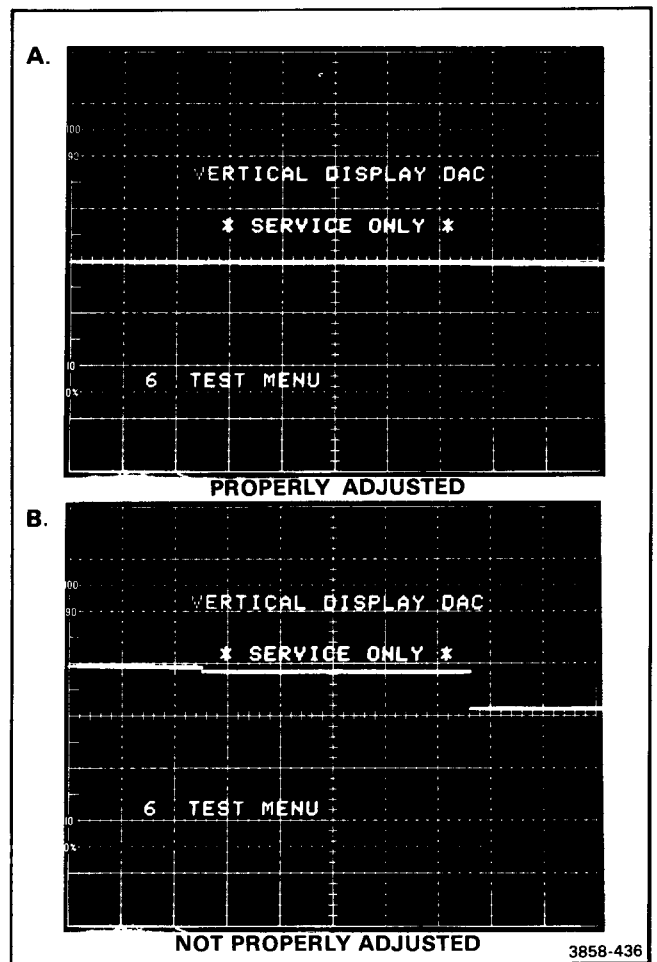 A.
100
90
VERTICAL DISPLAY DAC
* SERVICE ONLY *
10
6 TEST MENU
0%
PROPERLY ADJUSTED
B.
100
90
VERTICAL DISPLAY DAC
* SERVICE ONLY *
6 TEST MENU
10
0%
NOT PROPERLY ADJUSTED
3858-436